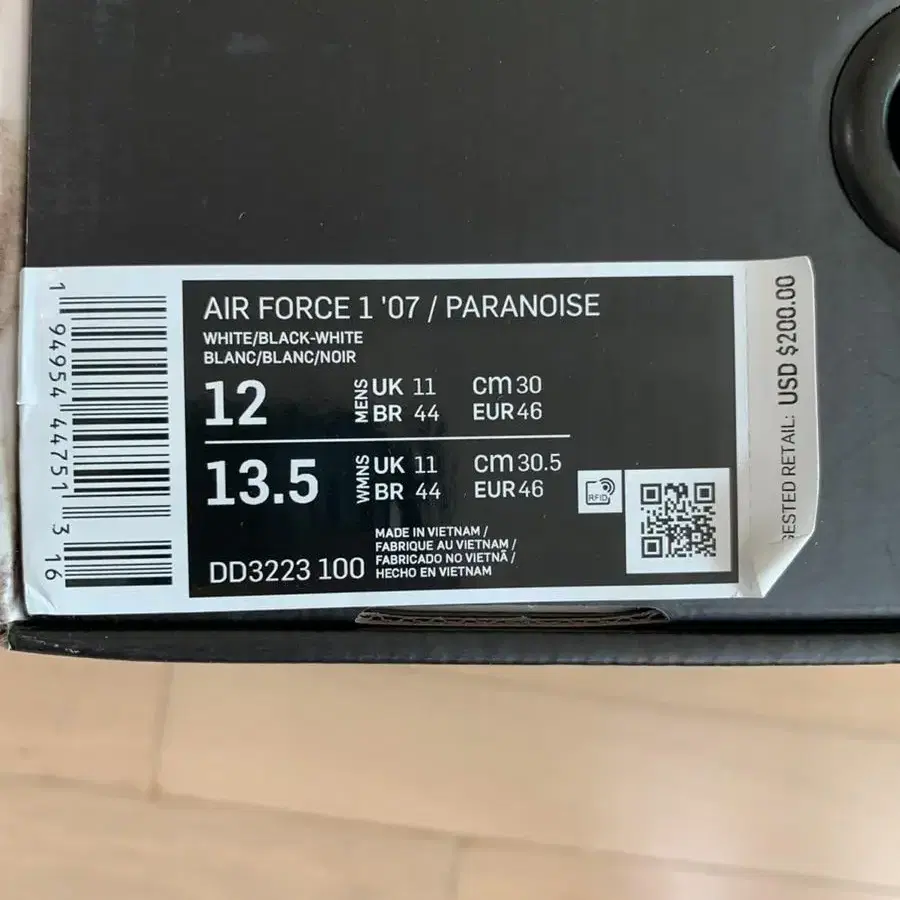 AIR FORCE 1 '07 / PARANOISE
WHITE/BLACK-WHITE
BLANC/BLANC/NOIR
12 MENS UK 11 cm 30
BR 44 EUR 46
13.5 WMNS UK 11 cm 30.5
BR 44 EUR 46
RFID
DD3223 100
MADE IN VIETNAM /
FABRIQUE AU VIETNAM /
FABRICADO NO VIETNÃ /
HECHO EN VIETNAM
1 94954 44751 3 16
GESTED RETAIL: USD $200.00